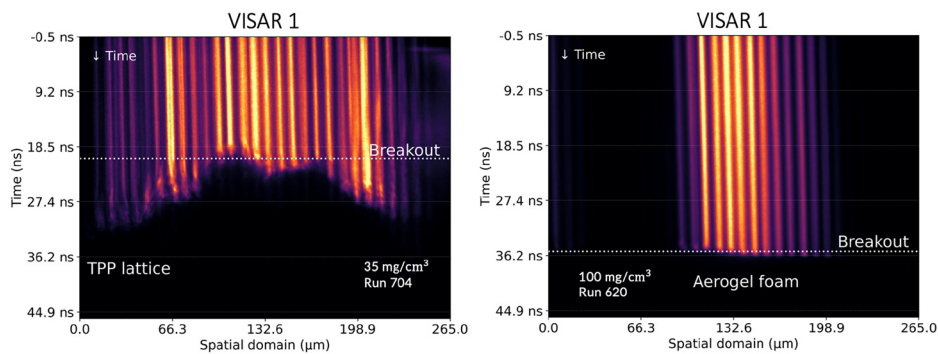 VISAR 1
-0.5 ns
9.2 ns
18.5 ns
27.4 ns
36.2 ns
44.9 ns
Time (ns)
↓ Time
Breakout
TPP lattice
35 mg/cm³
Run 704
0.0 66.3 132.6 198.9 265.0
Spatial domain (μm)
VISAR 1
-0.5 ns
9.2 ns
18.5 ns
27.4 ns
36.2 ns
44.9 ns
Time (ns)
↓ Time
Breakout
100 mg/cm³
Run 620
Aerogel foam
0.0 66.3 132.6 198.9 265.0
Spatial domain (μm)